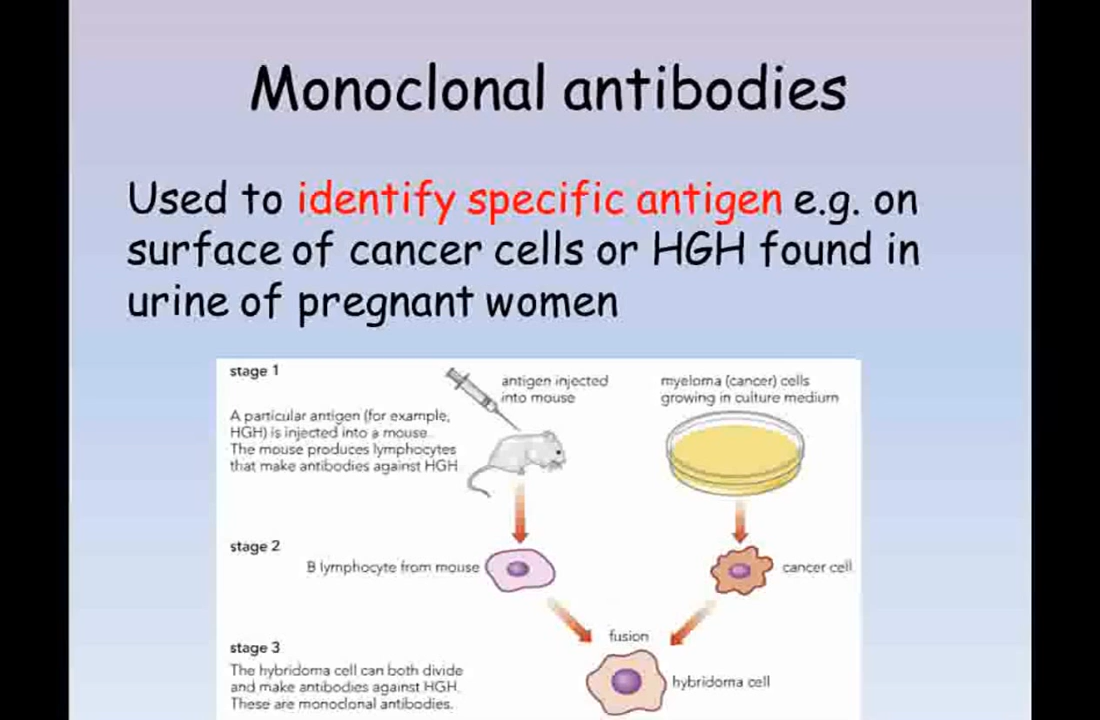 Monoclonal antibodies
Used to identify specific antigen e.g. on
surface of cancer cells or HGH found in
urine of pregnant women
stage 1
antigen injected
into mouse
myeloma (cancer) cells
growing in culture medium
A particular antigen (for example,
HGH) is injected into a mouse.
The mouse produces lymphocytes
that make antibodies against HGH
stage 2
B lymphocyte from mouse
cancer cell
fusion
stage 3
The hybridoma cell can both divide
and make antibodies against HGH.
These are monoclonal antibodies.
hybridoma cell